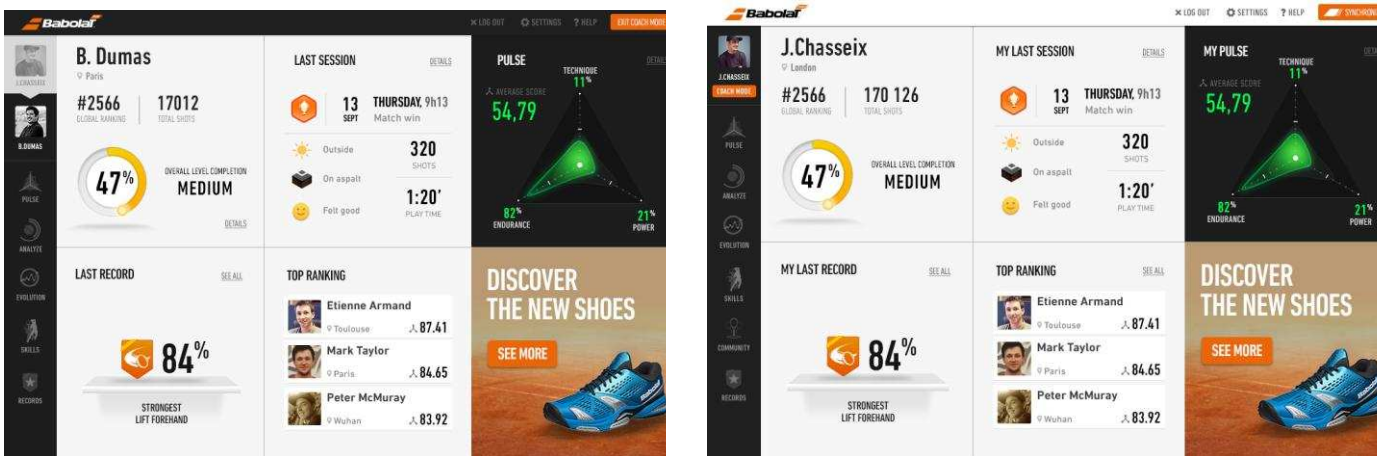 Babolat
× LOG OUT SETTINGS ? HELP EXIT COACH MODE
J.CHASSEIX
B.DUMAS
PULSE
ANALYZE
EVOLUTION
SKILLS
RECORDS
B. Dumas
Paris
#2566 17012
GLOBAL RANKING TOTAL SHOTS
47%
OVERALL LEVEL COMPLETION
MEDIUM
DETAILS
LAST SESSION DETAILS
13 THURSDAY, 9h13
SEPT Match win
Outside 320
SHOTS
On aspalt
1:20'
Felt good PLAY TIME
PULSE DETAILS
AVERAGE SCORE
54,79
TECHNIQUE
11%
82%
ENDURANCE
21%
POWER
LAST RECORD SEE ALL
84%
STRONGEST
LIFT FOREHAND
TOP RANKING
Etienne Armand
Toulouse 87.41
Mark Taylor
Paris 84.65
Peter McMuray
Wuhan 83.92
DISCOVER
THE NEW SHOES
SEE MORE
Babolat
Babolat
× LOG OUT SETTINGS ? HELP SYNCHRONI
J.CHASSEIX
COACH MODE
PULSE
ANALYZE
EVOLUTION
SKILLS
COMMUNITY
RECORDS
J.Chasseix
London
#2566 170 126
GLOBAL RANKING TOTAL SHOTS
47%
OVERALL LEVEL COMPLETION
MEDIUM
MY LAST SESSION DETAILS
13 THURSDAY, 9h13
SEPT Match win
Outside 320
SHOTS
On aspalt
1:20'
Felt good PLAY TIME
MY PULSE
AVERAGE SCORE
54,79
TECHNIQUE
11%
82%
ENDURANCE
21%
POWER
MY LAST RECORD SEE ALL
84%
STRONGEST
LIFT FOREHAND
TOP RANKING SEE ALL
Etienne Armand
Toulouse 87.41
Mark Taylor
Paris 84.65
Peter McMuray
Wuhan 83.92
DISCOVER
THE NEW SHOES
SEE MORE
Babolat